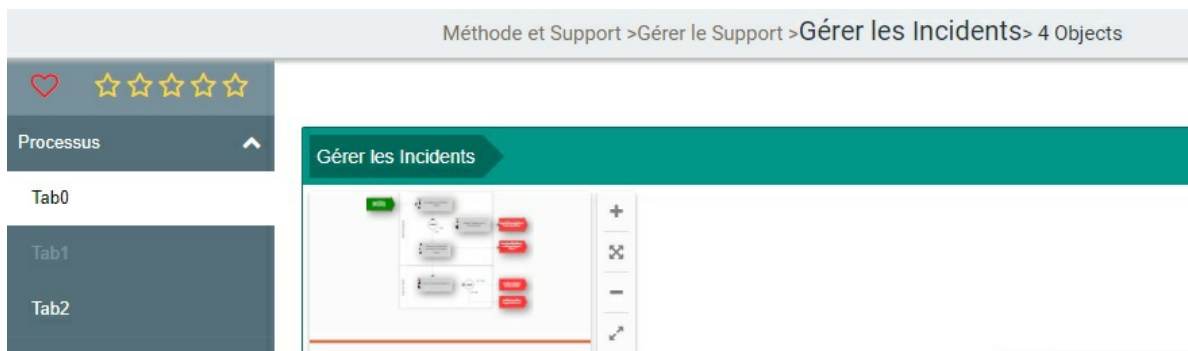 Méthode et Support >Gérer le Support >Gérer les Incidents> 4 Objects
Processus
Tab0
Tab1
Tab2
Gérer les Incidents